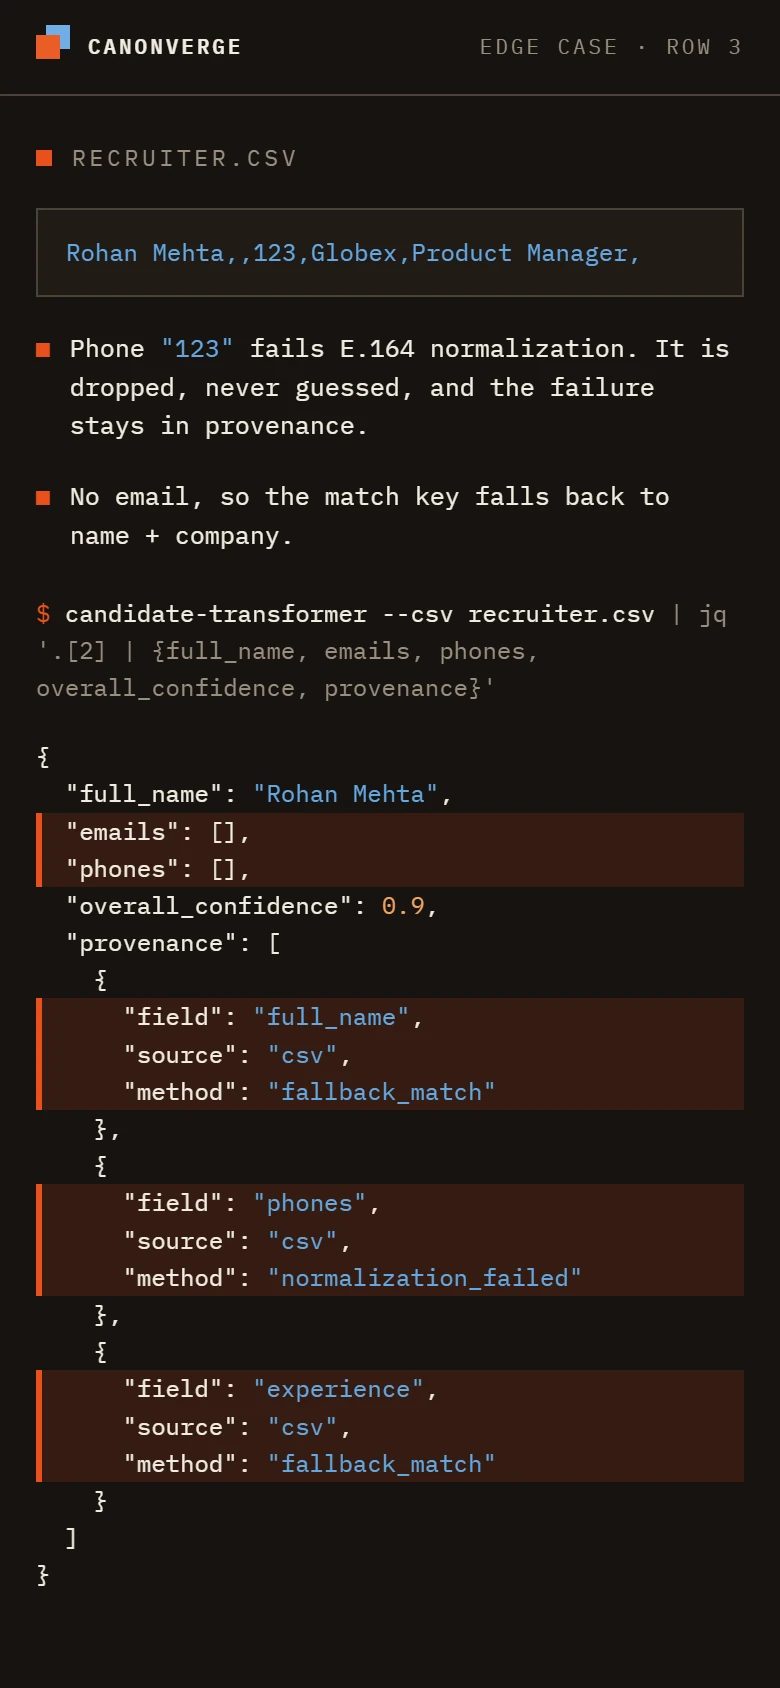 CANONVERGE
EDGE CASE · ROW 3
RECRUITER.CSV
Rohan Mehta,,123,Globex,Product Manager,
Phone "123" fails E.164 normalization. It is
dropped, never guessed, and the failure
stays in provenance.
No email, so the match key falls back to
name + company.
$ candidate-transformer --csv recruiter.csv | jq
'.[2] | {full_name, emails, phones,
overall_confidence, provenance}'
{
  "full_name": "Rohan Mehta",
  "emails": [],
  "phones": [],
  "overall_confidence": 0.9,
  "provenance": [
    {
      "field": "full_name",
      "source": "csv",
      "method": "fallback_match"
    },
    {
      "field": "phones",
      "source": "csv",
      "method": "normalization_failed"
    },
    {
      "field": "experience",
      "source": "csv",
      "method": "fallback_match"
    }
  ]
}